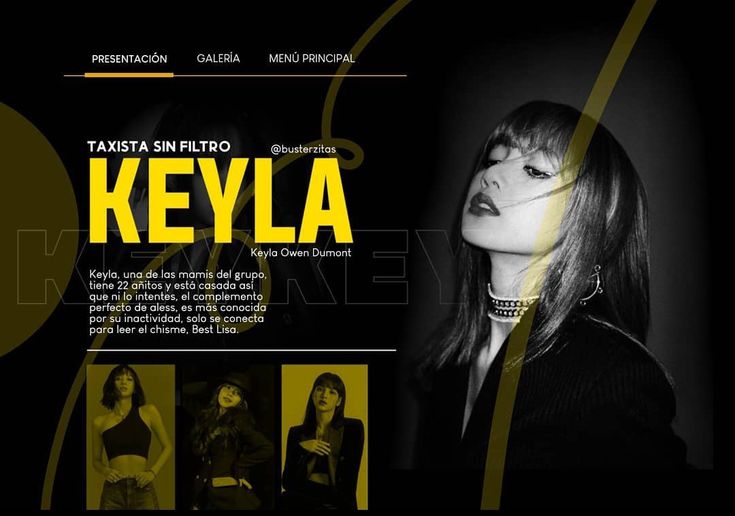 PRESENTACIÓN
GALERÍA
MENÚ PRINCIPAL
TAXISTA SIN FILTRO
@busterzitas
KEYLA
Keyla Owen Dumont
KEYKEY
Keyla, una de las mamis del grupo,
tiene 22 añitos y está casada así
que ni lo intentes, el complemento
perfecto de aless, es más conocida
por su inactividad, solo se conecta
para leer el chisme, Best Lisa.